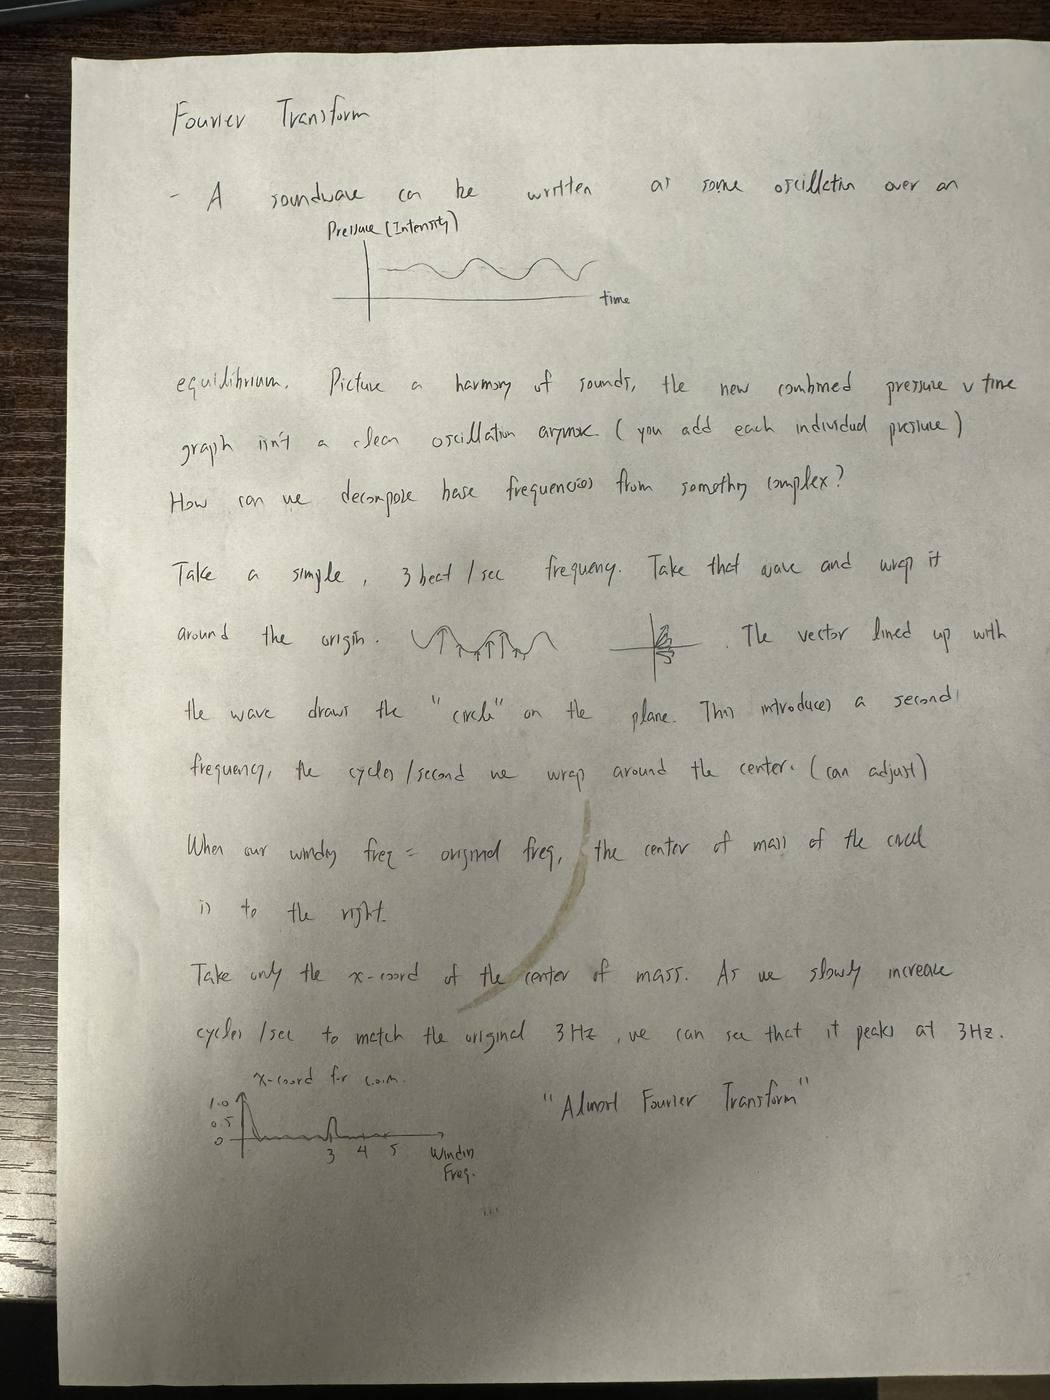 Fourier Transform
- A soundwave can be written as some oscillation over an
Pressure (Intensity)
time
equilibrium. Picture a harmony of sounds, the new combined pressure v time
graph isn't a clean oscillation anymore. (you add each individual pressure)
How can we decompose base frequencies from something complex?
Take a simple, 3 beat / sec frequency. Take that wave and wrap it
around the origin. . The vector lined up with
the wave draws the "circle" on the plane. This introduces a second
frequency, the cycles / second we wrap around the center. (can adjust)
When our winding freq = original freq, the center of mass of the circle
is to the right.
Take only the x-coord of the center of mass. As we slowly increase
cycles / sec to match the original 3 Hz, we can see that it peaks at 3Hz.
x-coord for c.o.m.
"Almost Fourier Transform"
1.0
0.5
0
3 4 5
Winding
Freq.